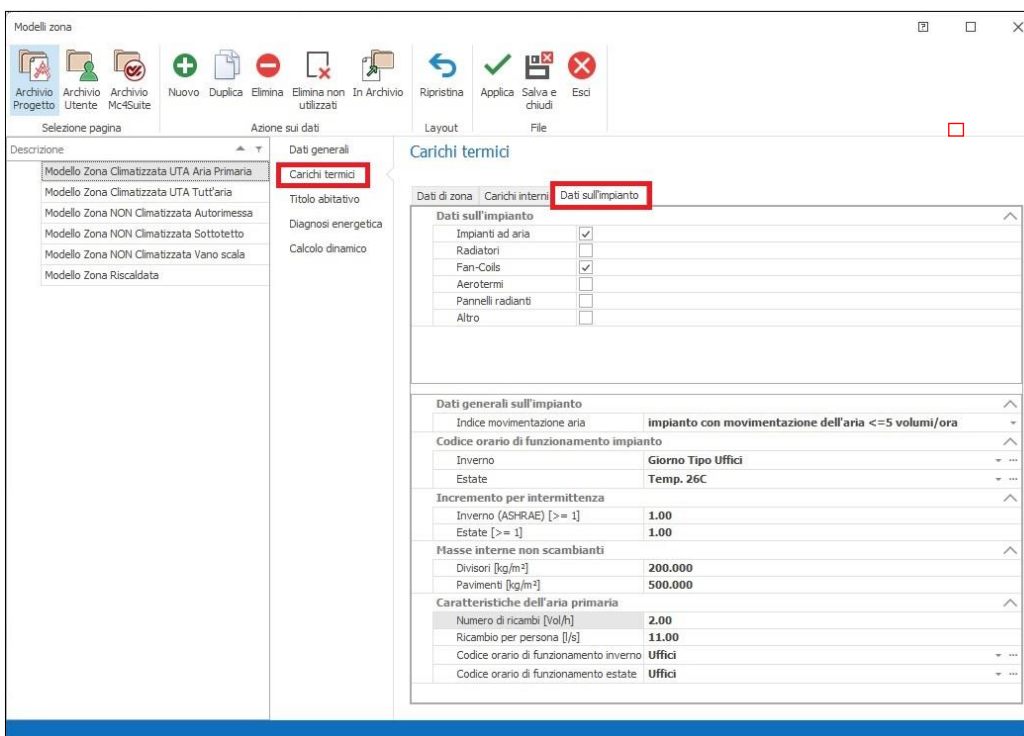 Modelli zona
Archivio Progetto
Archivio Utente
Archivio Mc4Suite
Nuovo
Duplica
Elimina
Elimina non utilizzati
In Archivio
Ripristina
Applica
Salva e chiudi
Esci
Selezione pagina
Azione sui dati
Layout
File
Descrizione
Modello Zona Climatizzata UTA Aria Primaria
Modello Zona Climatizzata UTA Tutt'aria
Modello Zona NON Climatizzata Autorimessa
Modello Zona NON Climatizzata Sottotetto
Modello Zona NON Climatizzata Vano scala
Modello Zona Riscaldata
Dati generali
Carichi termici
Titolo abitativo
Diagnosi energetica
Calcolo dinamico
Carichi termici
Dati di zona
Carichi interni
Dati sull'impianto
Dati sull'impianto
Impianti ad aria
Radiatori
Fan-Coils
Aerotermi
Pannelli radianti
Altro
Dati generali sull'impianto
Indice movimentazione aria impianto con movimentazione dell'aria <=5 volumi/ora
Codice orario di funzionamento impianto
Inverno Giorno Tipo Uffici
Estate Temp. 26C
Incremento per intermittenza
Inverno (ASHRAE) [>= 1] 1.00
Estate [>= 1] 1.00
Masse interne non scambianti
Divisori [kg/m²] 200.000
Pavimenti [kg/m²] 500.000
Caratteristiche dell'aria primaria
Numero di ricambi [Vol/h] 2.00
Ricambio per persona [l/s] 11.00
Codice orario di funzionamento inverno Uffici
Codice orario di funzionamento estate Uffici